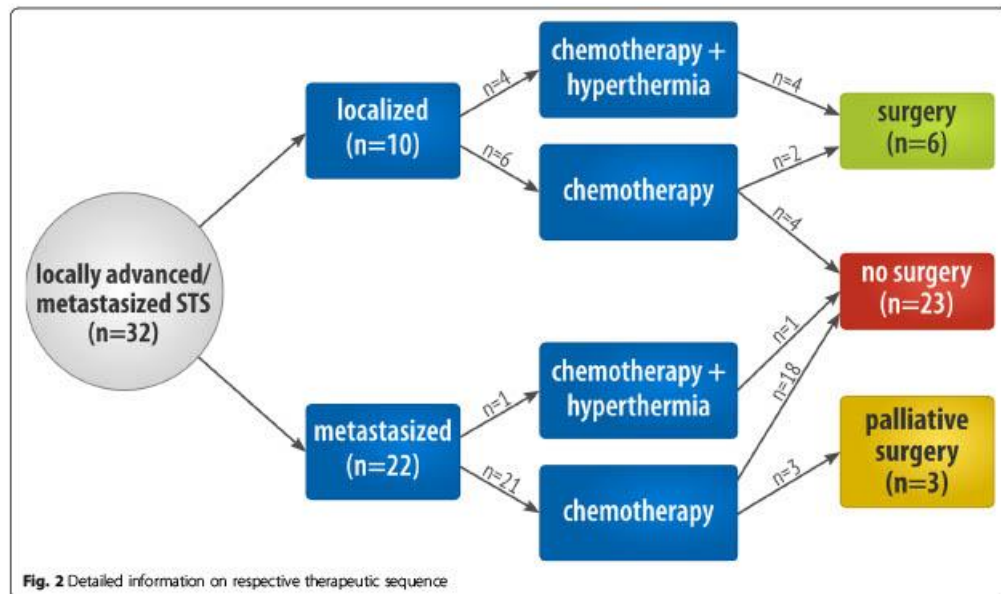 locally advanced/
metastasized STS
(n=32)
localized
(n=10)
metastasized
(n=22)
n=4
n=6
n=1
n=21
chemotherapy +
hyperthermia
chemotherapy
chemotherapy +
hyperthermia
chemotherapy
n=4
n=2
n=4
n=1
n=18
n=3
surgery
(n=6)
no surgery
(n=23)
palliative
surgery
(n=3)
Fig. 2 Detailed information on respective therapeutic sequence